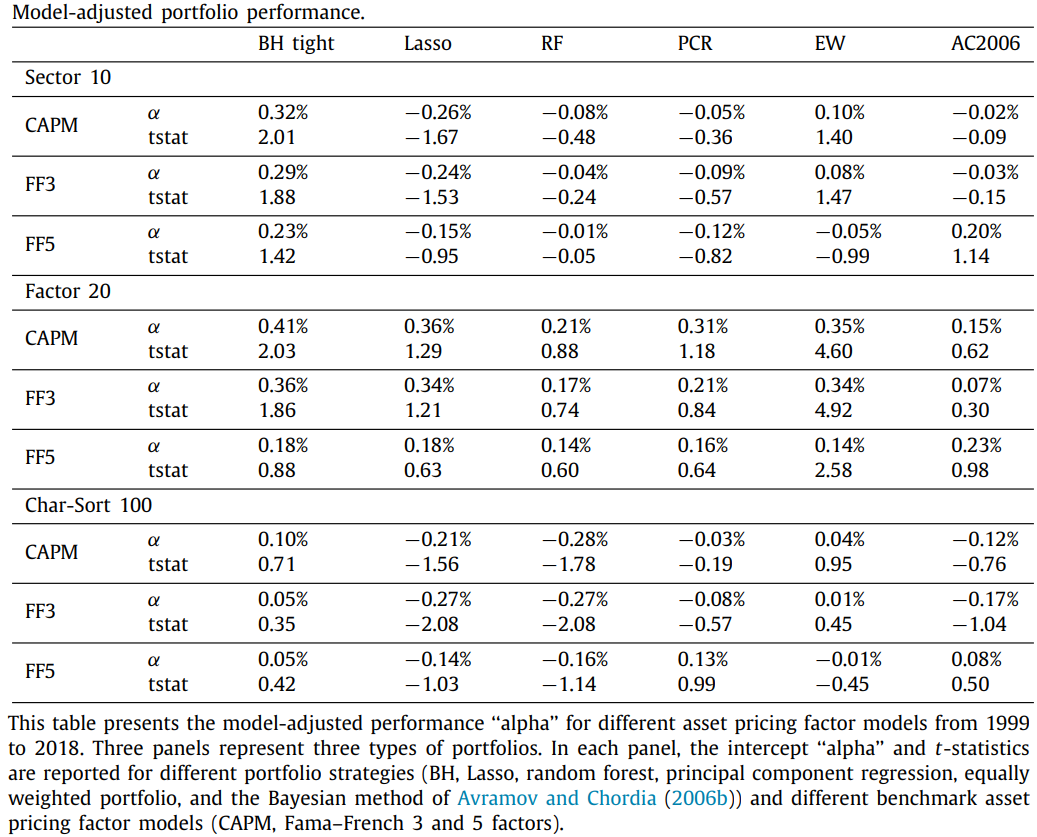 Model-adjusted portfolio performance.
BH tight Lasso RF PCR EW AC2006
Sector 10
CAPM α 0.32% −0.26% −0.08% −0.05% 0.10% −0.02%
tstat 2.01 −1.67 −0.48 −0.36 1.40 −0.09
FF3 α 0.29% −0.24% −0.04% −0.09% 0.08% −0.03%
tstat 1.88 −1.53 −0.24 −0.57 1.47 −0.15
FF5 α 0.23% −0.15% −0.01% −0.12% −0.05% 0.20%
tstat 1.42 −0.95 −0.05 −0.82 −0.99 1.14
Factor 20
CAPM α 0.41% 0.36% 0.21% 0.31% 0.35% 0.15%
tstat 2.03 1.29 0.88 1.18 4.60 0.62
FF3 α 0.36% 0.34% 0.17% 0.21% 0.34% 0.07%
tstat 1.86 1.21 0.74 0.84 4.92 0.30
FF5 α 0.18% 0.18% 0.14% 0.16% 0.14% 0.23%
tstat 0.88 0.63 0.60 0.64 2.58 0.98
Char-Sort 100
CAPM α 0.10% −0.21% −0.28% −0.03% 0.04% −0.12%
tstat 0.71 −1.56 −1.78 −0.19 0.95 −0.76
FF3 α 0.05% −0.27% −0.27% −0.08% 0.01% −0.17%
tstat 0.35 −2.08 −2.08 −0.57 0.45 −1.04
FF5 α 0.05% −0.14% −0.16% 0.13% −0.01% 0.08%
tstat 0.42 −1.03 −1.14 0.99 −0.45 0.50
This table presents the model-adjusted performance “alpha” for different asset pricing factor models from 1999
to 2018. Three panels represent three types of portfolios. In each panel, the intercept “alpha” and t-statistics
are reported for different portfolio strategies (BH, Lasso, random forest, principal component regression, equally
weighted portfolio, and the Bayesian method of Avramov and Chordia (2006b)) and different benchmark asset
pricing factor models (CAPM, Fama–French 3 and 5 factors).